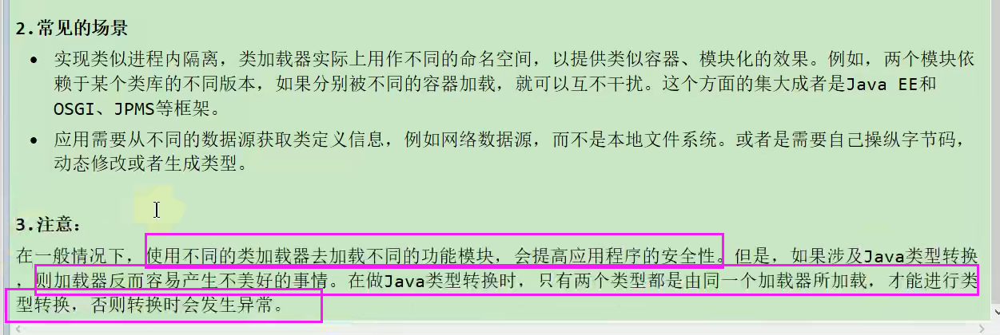 2.常见的场景
• 实现类似进程内隔离，类加载器实际上用作不同的命名空间，以提供类似容器、模块化的效果。例如，两个模块依
赖于某个类库的不同版本，如果分别被不同的容器加载，就可以互不干扰。这个方面的集大成者是Java EE和
OSGI、JPMS等框架。
• 应用需要从不同的数据源获取类定义信息，例如网络数据源，而不是本地文件系统。或者是需要自己操纵字节码，
动态修改或者生成类型。
3.注意：
在一般情况下，使用不同的类加载器去加载不同的功能模块，会提高应用程序的安全性。但是，如果涉及Java类型转换
，则加载器反而容易产生不美好的事情。在做Java类型转换时，只有两个类型都是由同一个加载器所加载，才能进行类
型转换，否则转换时会发生异常。